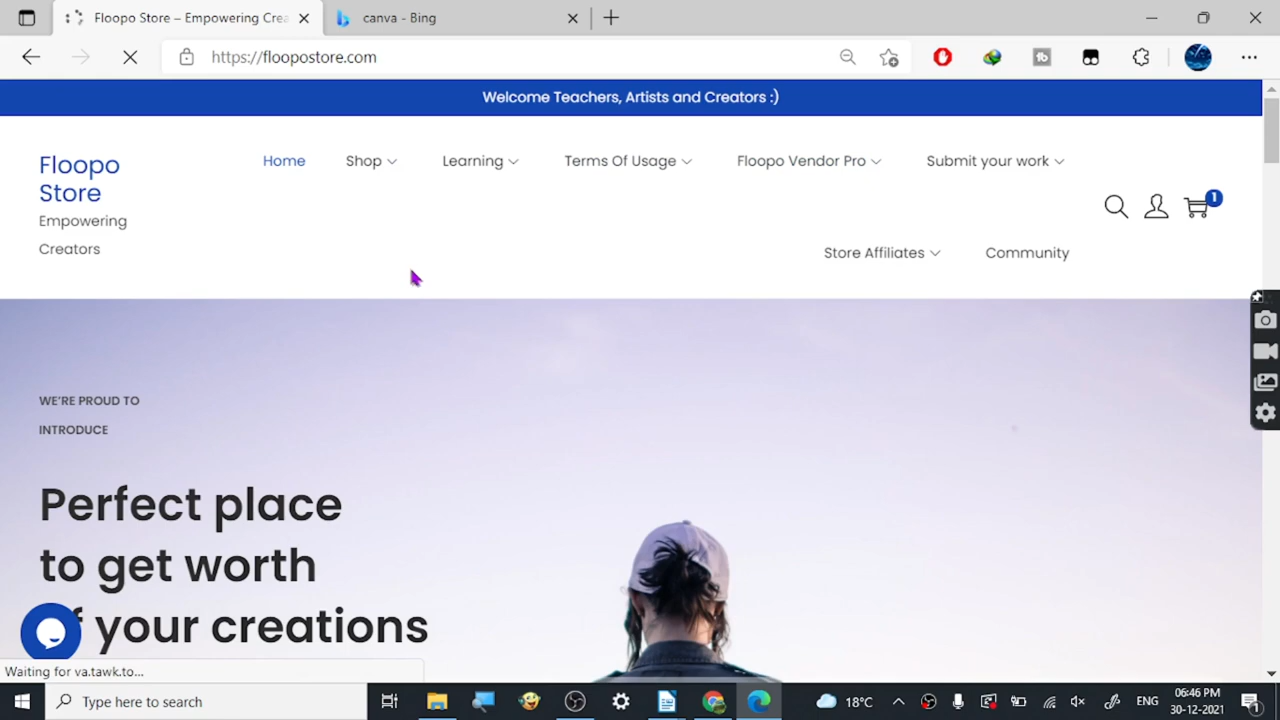 Floopo Store – Empowering Crea
canva - Bing
https://floopostore.com
Welcome Teachers, Artists and Creators :)
Floopo
Store
Empowering
Creators
Home
Shop
Learning
Terms Of Usage
Floopo Vendor Pro
Submit your work
1
Store Affiliates
Community
WE'RE PROUD TO
INTRODUCE
Perfect place
to get worth
of your creations
Waiting for va.tawk.to...
Type here to search
18°C
ENG
06:46 PM
30-12-2021
1